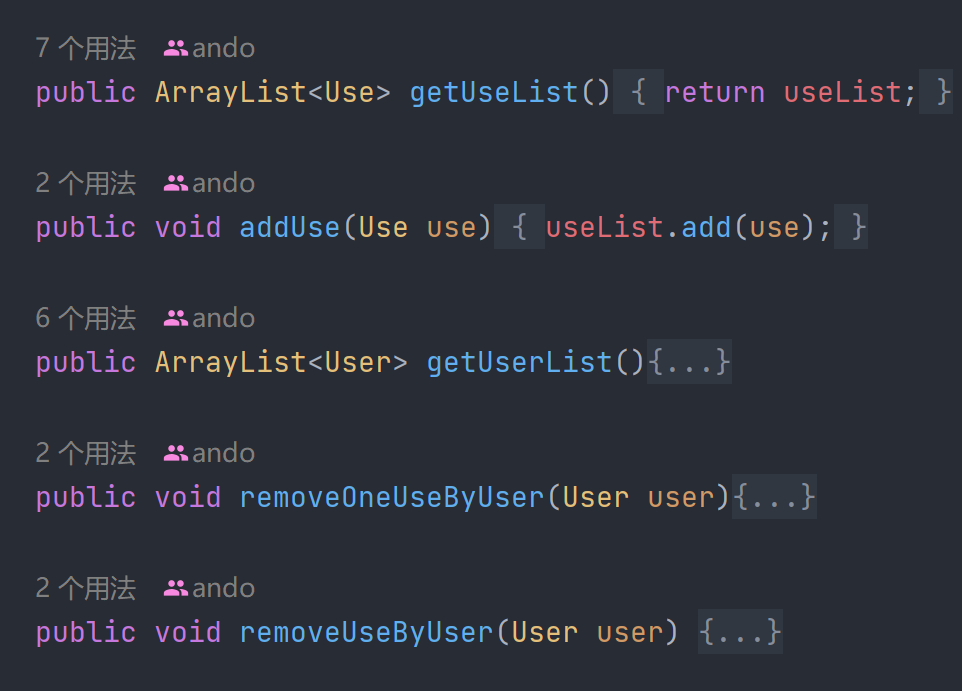 7 个用法 ando
public ArrayList<Use> getUseList() { return useList; }
2 个用法 ando
public void addUse(Use use) { useList.add(use); }
6 个用法 ando
public ArrayList<User> getUserList(){...}
2 个用法 ando
public void removeOneUseByUser(User user){...}
2 个用法 ando
public void removeUseByUser(User user) {...}